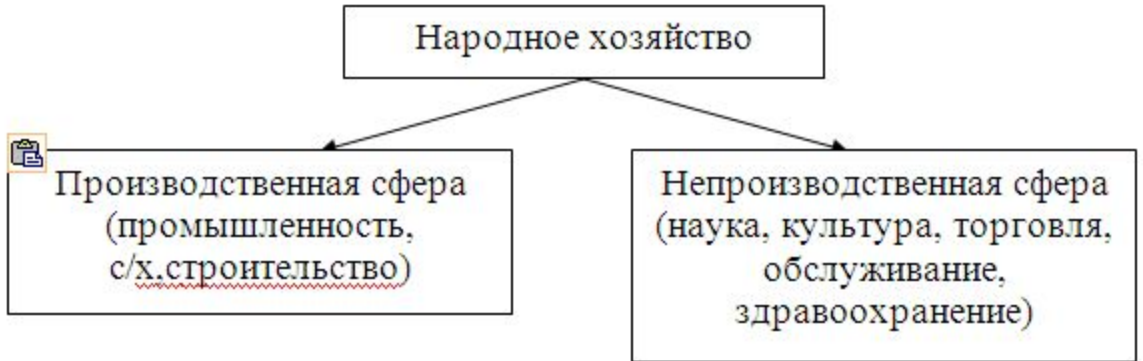 Народное хозяйство
Производственная сфера
(промышленность,
с/х,строительство)
Непроизводственная сфера
(наука, культура, торговля,
обслуживание,
здравоохранение)